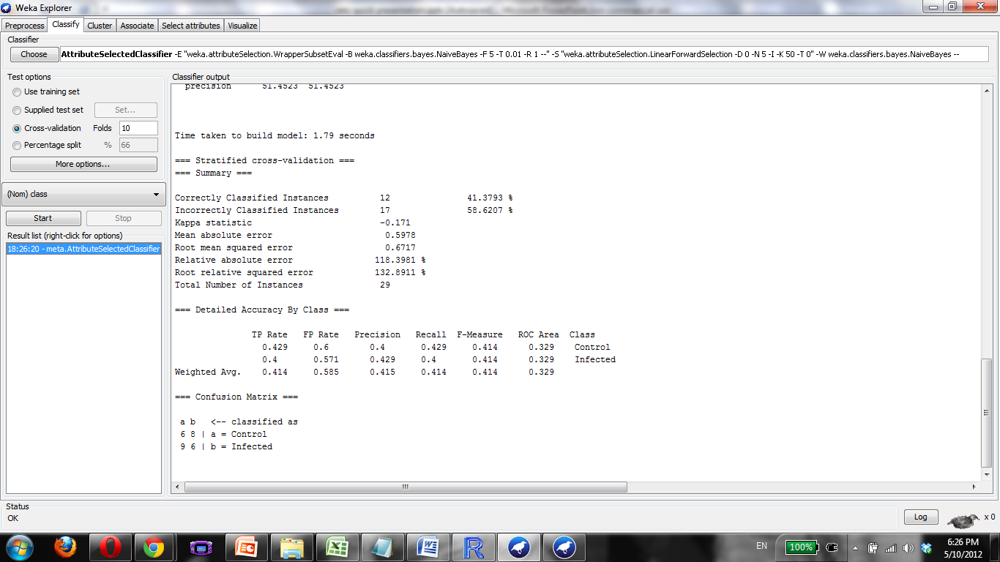 Weka Explorer
Preprocess Classify Cluster Associate Select attributes Visualize
Classifier
Choose AttributeSelectedClassifier -E "weka.attributeSelection.WrapperSubsetEval -B weka.classifiers.bayes.NaiveBayes -F 5 -T 0.01 -R 1 --" -S "weka.attributeSelection.LinearForwardSelection -D 0 -N 5 -I -K 50 -T 0" -W weka.classifiers.bayes.NaiveBayes --
Test options
Use training set
Supplied test set Set...
Cross-validation Folds 10
Percentage split % 66
More options...
(Nom) class
Start Stop
Result list (right-click for options)
18:26:20 - meta.AttributeSelectedClassifier
Classifier output
precision 51.4523 51.4523
Time taken to build model: 1.79 seconds
=== Stratified cross-validation ===
=== Summary ===
Correctly Classified Instances 12 41.3793 %
Incorrectly Classified Instances 17 58.6207 %
Kappa statistic -0.171
Mean absolute error 0.5978
Root mean squared error 0.6717
Relative absolute error 118.3981 %
Root relative squared error 132.8911 %
Total Number of Instances 29
=== Detailed Accuracy By Class ===
TP Rate FP Rate Precision Recall F-Measure ROC Area Class
0.429 0.6 0.4 0.429 0.414 0.329 Control
0.4 0.571 0.429 0.4 0.414 0.329 Infected
Weighted Avg. 0.414 0.585 0.415 0.414 0.414 0.329
=== Confusion Matrix ===
a b <-- classified as
6 8 | a = Control
9 6 | b = Infected
Status
OK
Log x 0
EN 100% 6:26 PM
5/10/2012